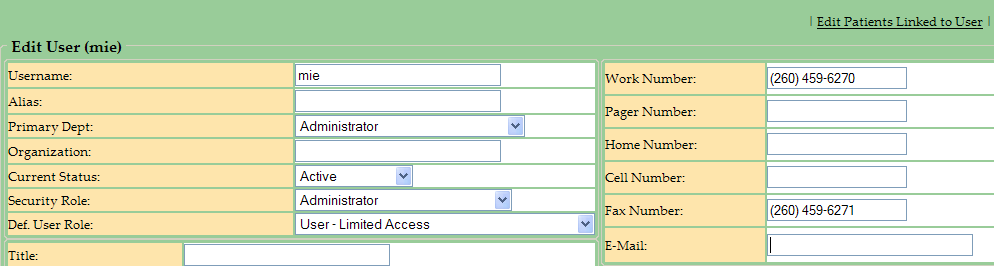 | Edit Patients Linked to User |
Edit User (mie)
Username: mie
Alias:
Primary Dept: Administrator
Organization:
Current Status: Active
Security Role: Administrator
Def. User Role: User - Limited Access
Title:
Work Number: (260) 459-6270
Pager Number:
Home Number:
Cell Number:
Fax Number: (260) 459-6271
E-Mail: